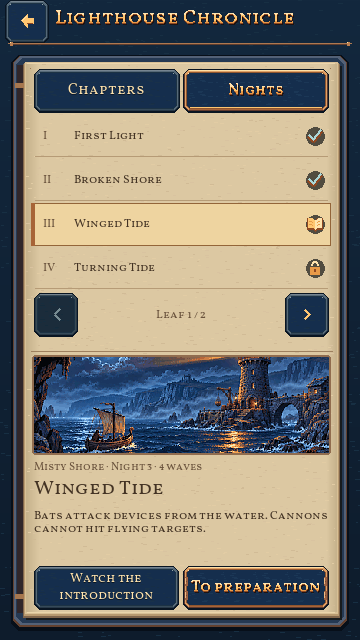 Lighthouse Chronicle
Chapters
Nights
I First Light
II Broken Shore
III Winged Tide
IV Turning Tide
Leaf 1 / 2
Misty Shore · Night 3 · 4 waves
Winged Tide
Bats attack devices from the water. Cannons
cannot hit flying targets.
Watch the
introduction
To preparation